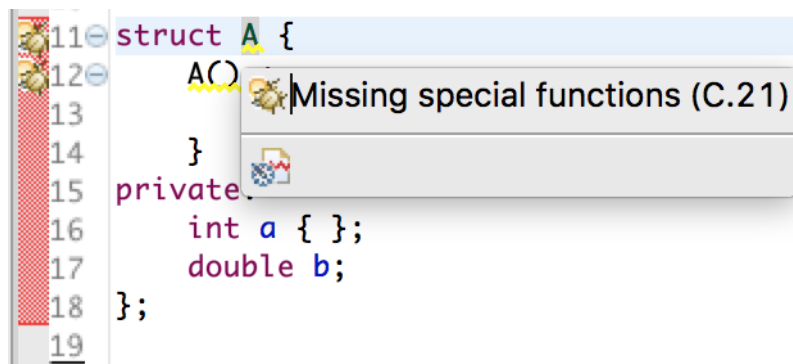 11 struct A {
12 A()
Missing special functions (C.21)
13
14 }
15 private
16 int a { };
17 double b;
18 };
19